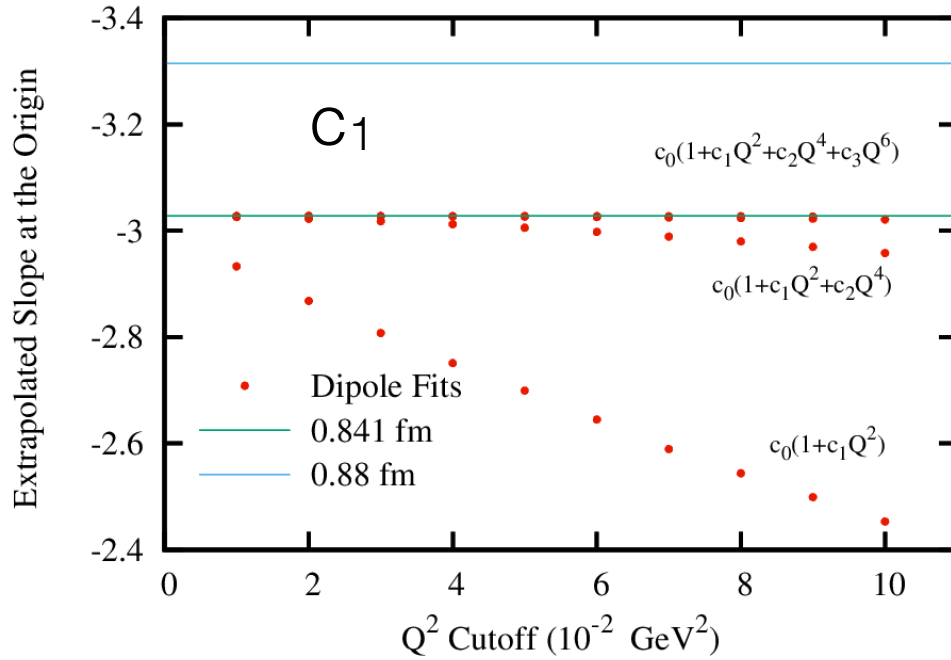 -3.4
-3.2
-3
-2.8
-2.6
-2.4
Extrapolated Slope at the Origin
C1
c₀(1+c₁Q²+c₂Q⁴+c₃Q⁶)
c₀(1+c₁Q²+c₂Q⁴)
c₀(1+c₁Q²)
Dipole Fits
0.841 fm
0.88 fm
0 2 4 6 8 10
Q² Cutoff (10⁻² GeV²)